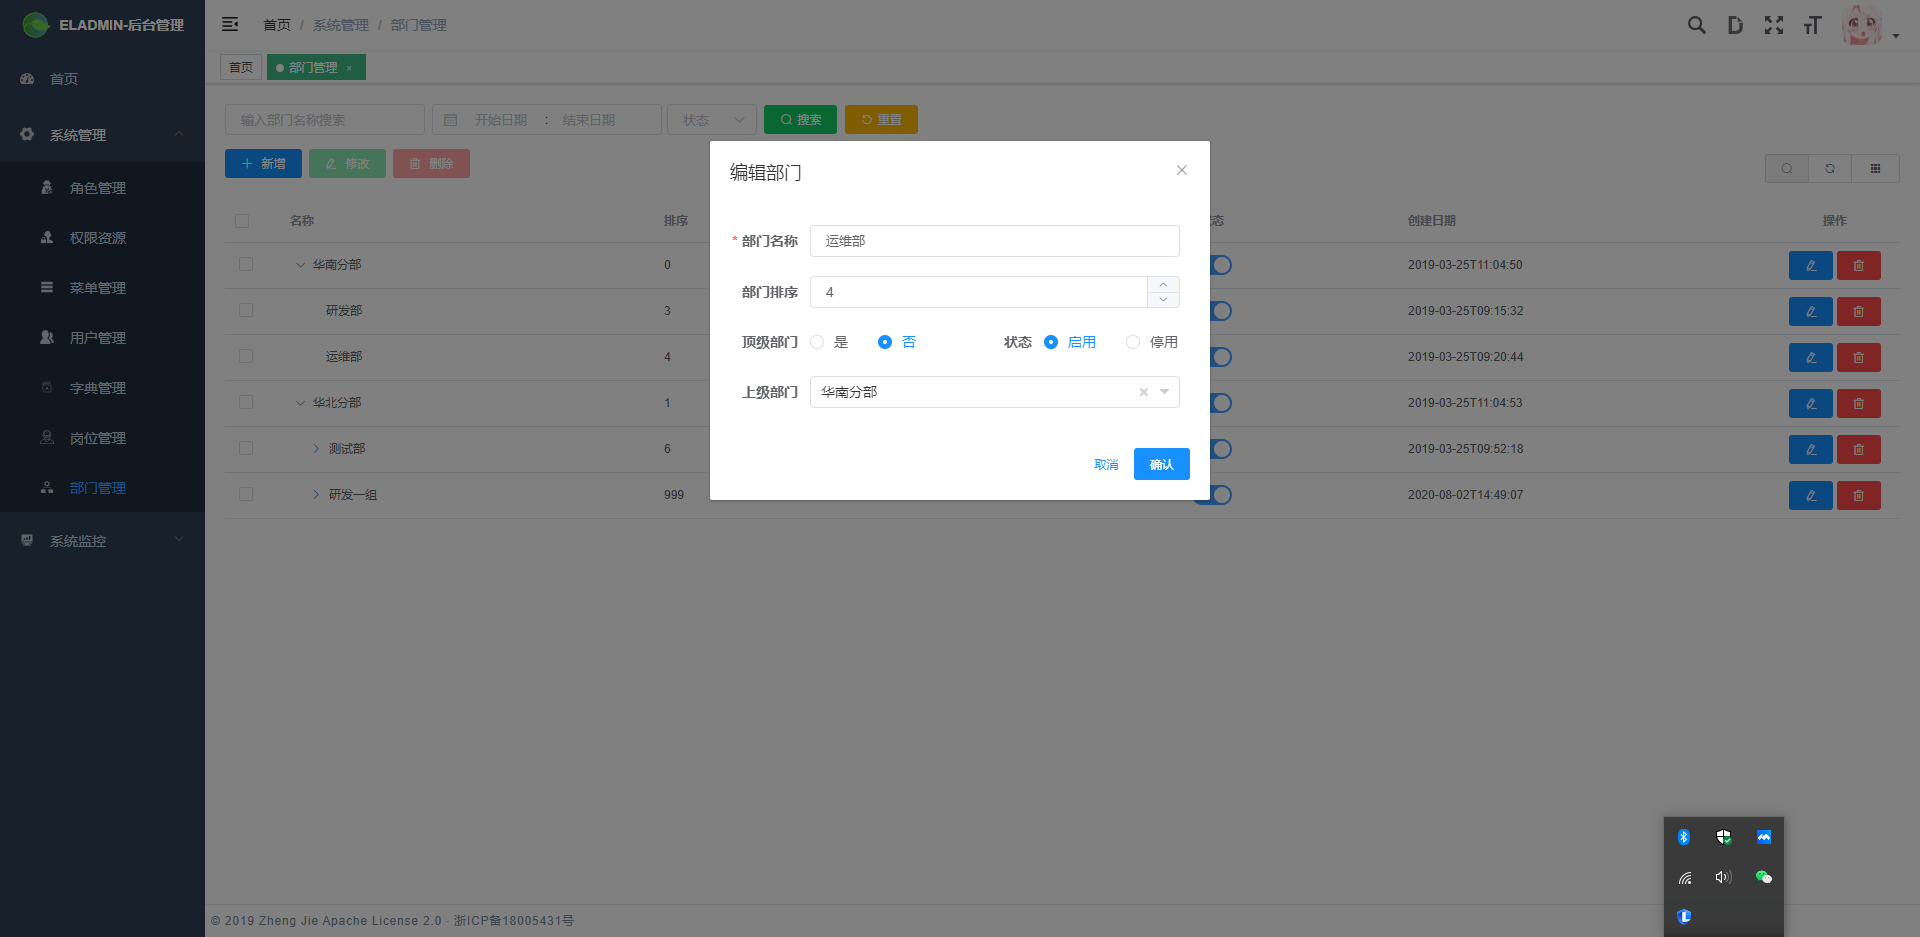 ELADMIN-后台管理
首页 / 系统管理 / 部门管理
首页
部门管理 ×
首页
系统管理
角色管理
权限资源
菜单管理
用户管理
字典管理
岗位管理
部门管理
系统监控
输入部门名称搜索
开始日期 : 结束日期
状态
搜索
重置
新增
修改
删除
名称 排序 态 创建日期 操作
华南分部 0 2019-03-25T11:04:50
研发部 3 2019-03-25T09:15:32
运维部 4 2019-03-25T09:20:44
华北分部 1 2019-03-25T11:04:53
测试部 6 2019-03-25T09:52:18
研发一组 999 2020-08-02T14:49:07
编辑部门
* 部门名称 运维部
部门排序 4
顶级部门 是 否 状态 启用 停用
上级部门 华南分部
取消 确认
© 2019 Zheng Jie Apache License 2.0 · 浙ICP备18005431号